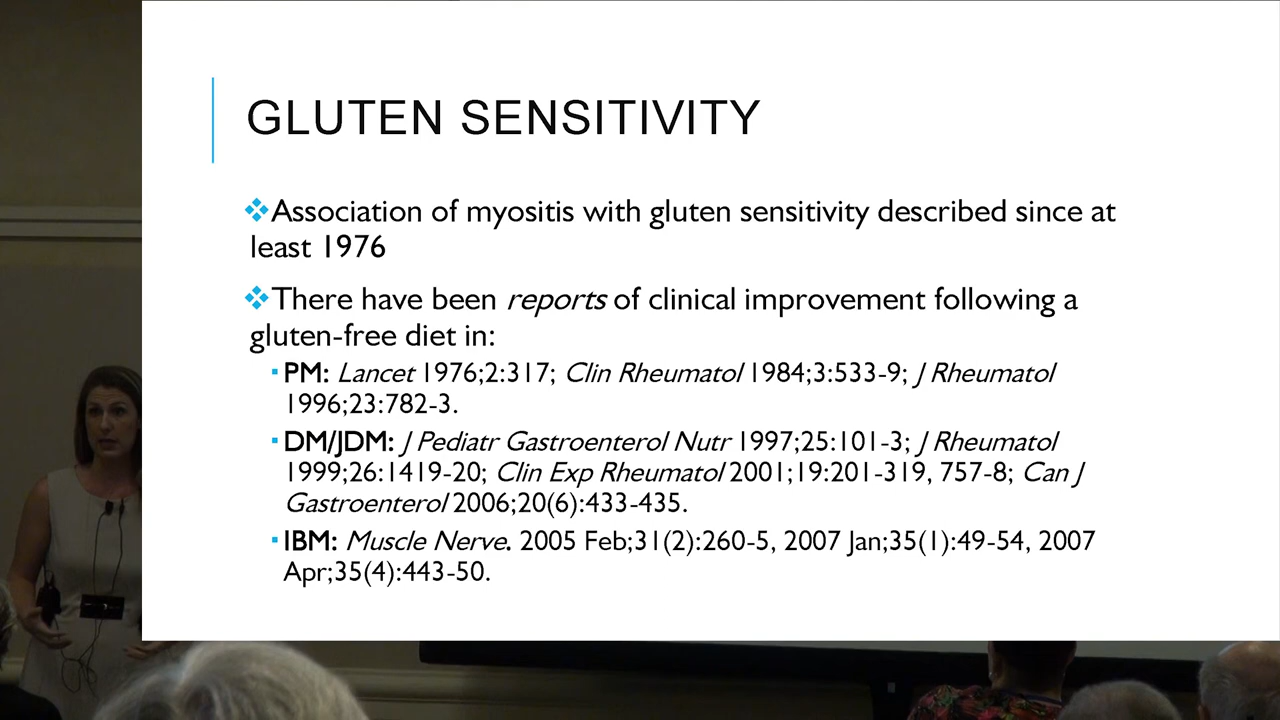 GLUTEN SENSITIVITY
❖Association of myositis with gluten sensitivity described since at
least 1976
❖There have been reports of clinical improvement following a
gluten-free diet in:
▪PM: Lancet 1976;2:317; Clin Rheumatol 1984;3:533-9; J Rheumatol
1996;23:782-3.
▪DM/JDM: J Pediatr Gastroenterol Nutr 1997;25:101-3; J Rheumatol
1999;26:1419-20; Clin Exp Rheumatol 2001;19:201-319, 757-8; Can J
Gastroenterol 2006;20(6):433-435.
▪IBM: Muscle Nerve. 2005 Feb;31(2):260-5, 2007 Jan;35(1):49-54, 2007
Apr;35(4):443-50.